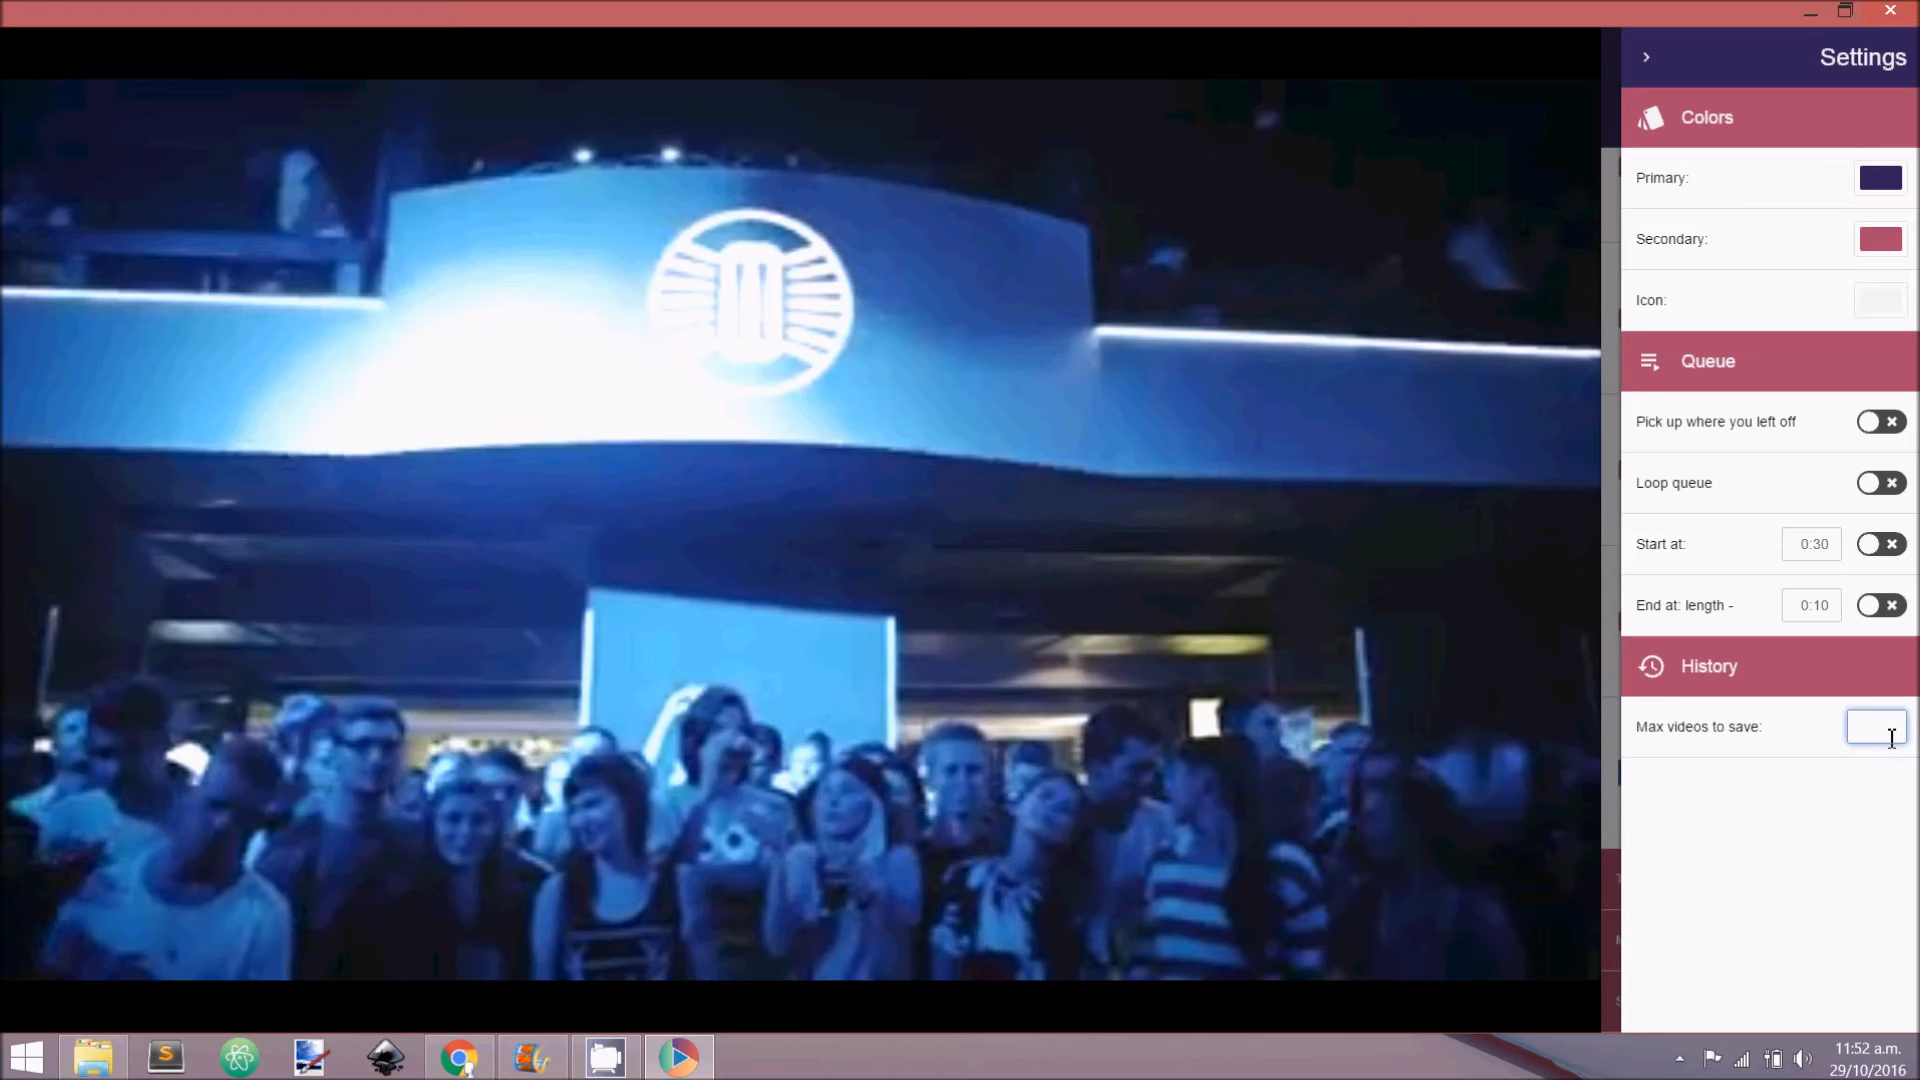 Settings
Colors
Primary:
Secondary:
Icon:
Queue
Pick up where you left off
Loop queue
Start at: 0:30
End at: length - 0:10
History
Max videos to save:
11:52 a.m.
29/10/2016